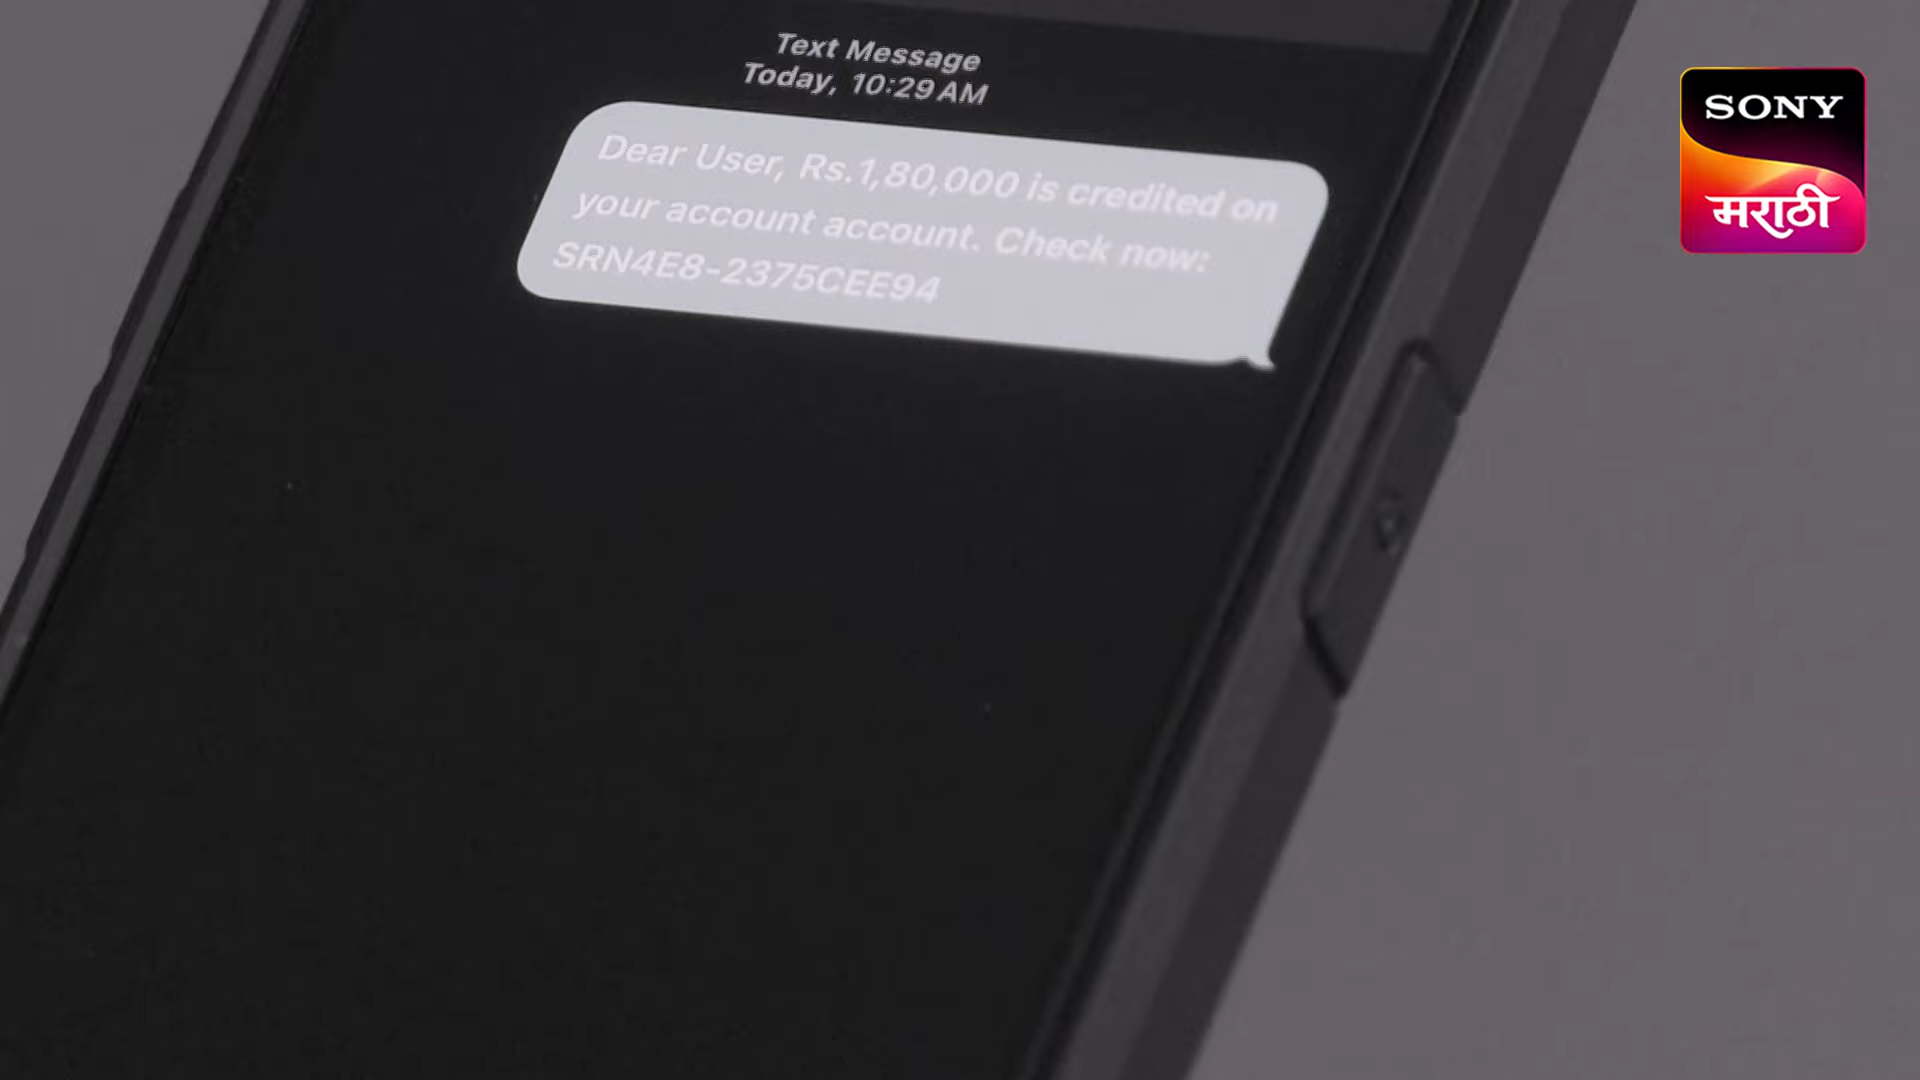 Text Message
Today, 10:29 AM
Dear User, Rs.1,80,000 is credited on
your account account. Check now:
SRN4E8-2375CEE94
SONY
मराठी